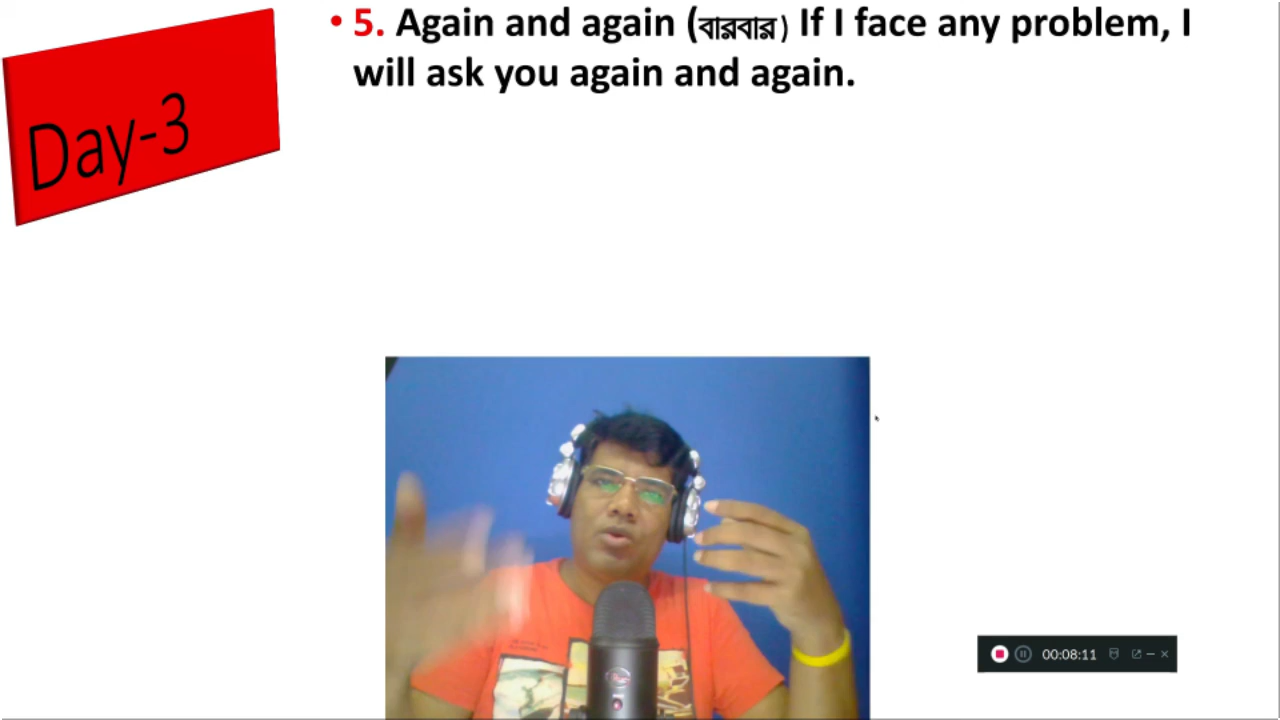 • 5. Again and again (বারবার ) If I face any problem, I
will ask you again and again.
Day-3
00:08:11